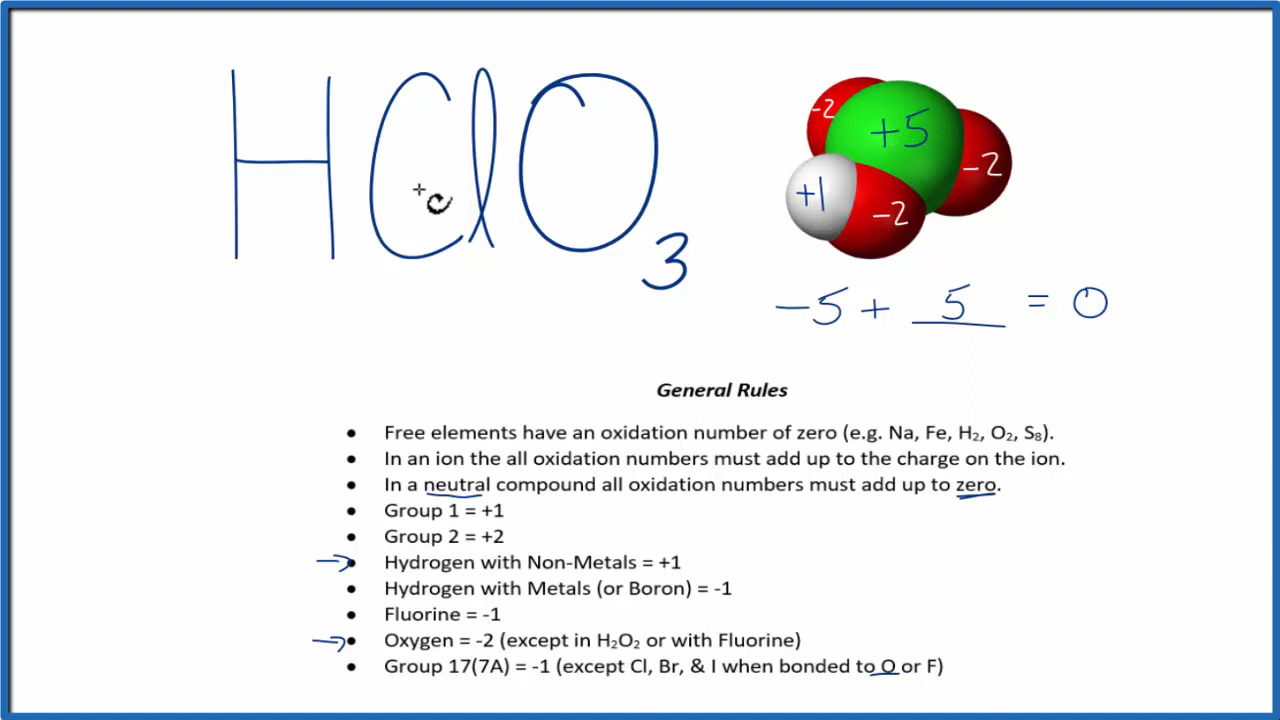 HClO₃
-2
+5
-2
+1
-2
-5 + 5 = 0
General Rules
• Free elements have an oxidation number of zero (e.g. Na, Fe, H₂, O₂, S₈).
• In an ion the all oxidation numbers must add up to the charge on the ion.
• In a neutral compound all oxidation numbers must add up to zero.
• Group 1 = +1
• Group 2 = +2
→ • Hydrogen with Non-Metals = +1
• Hydrogen with Metals (or Boron) = -1
• Fluorine = -1
→ • Oxygen = -2 (except in H₂O₂ or with Fluorine)
• Group 17(7A) = -1 (except Cl, Br, & I when bonded to O or F)